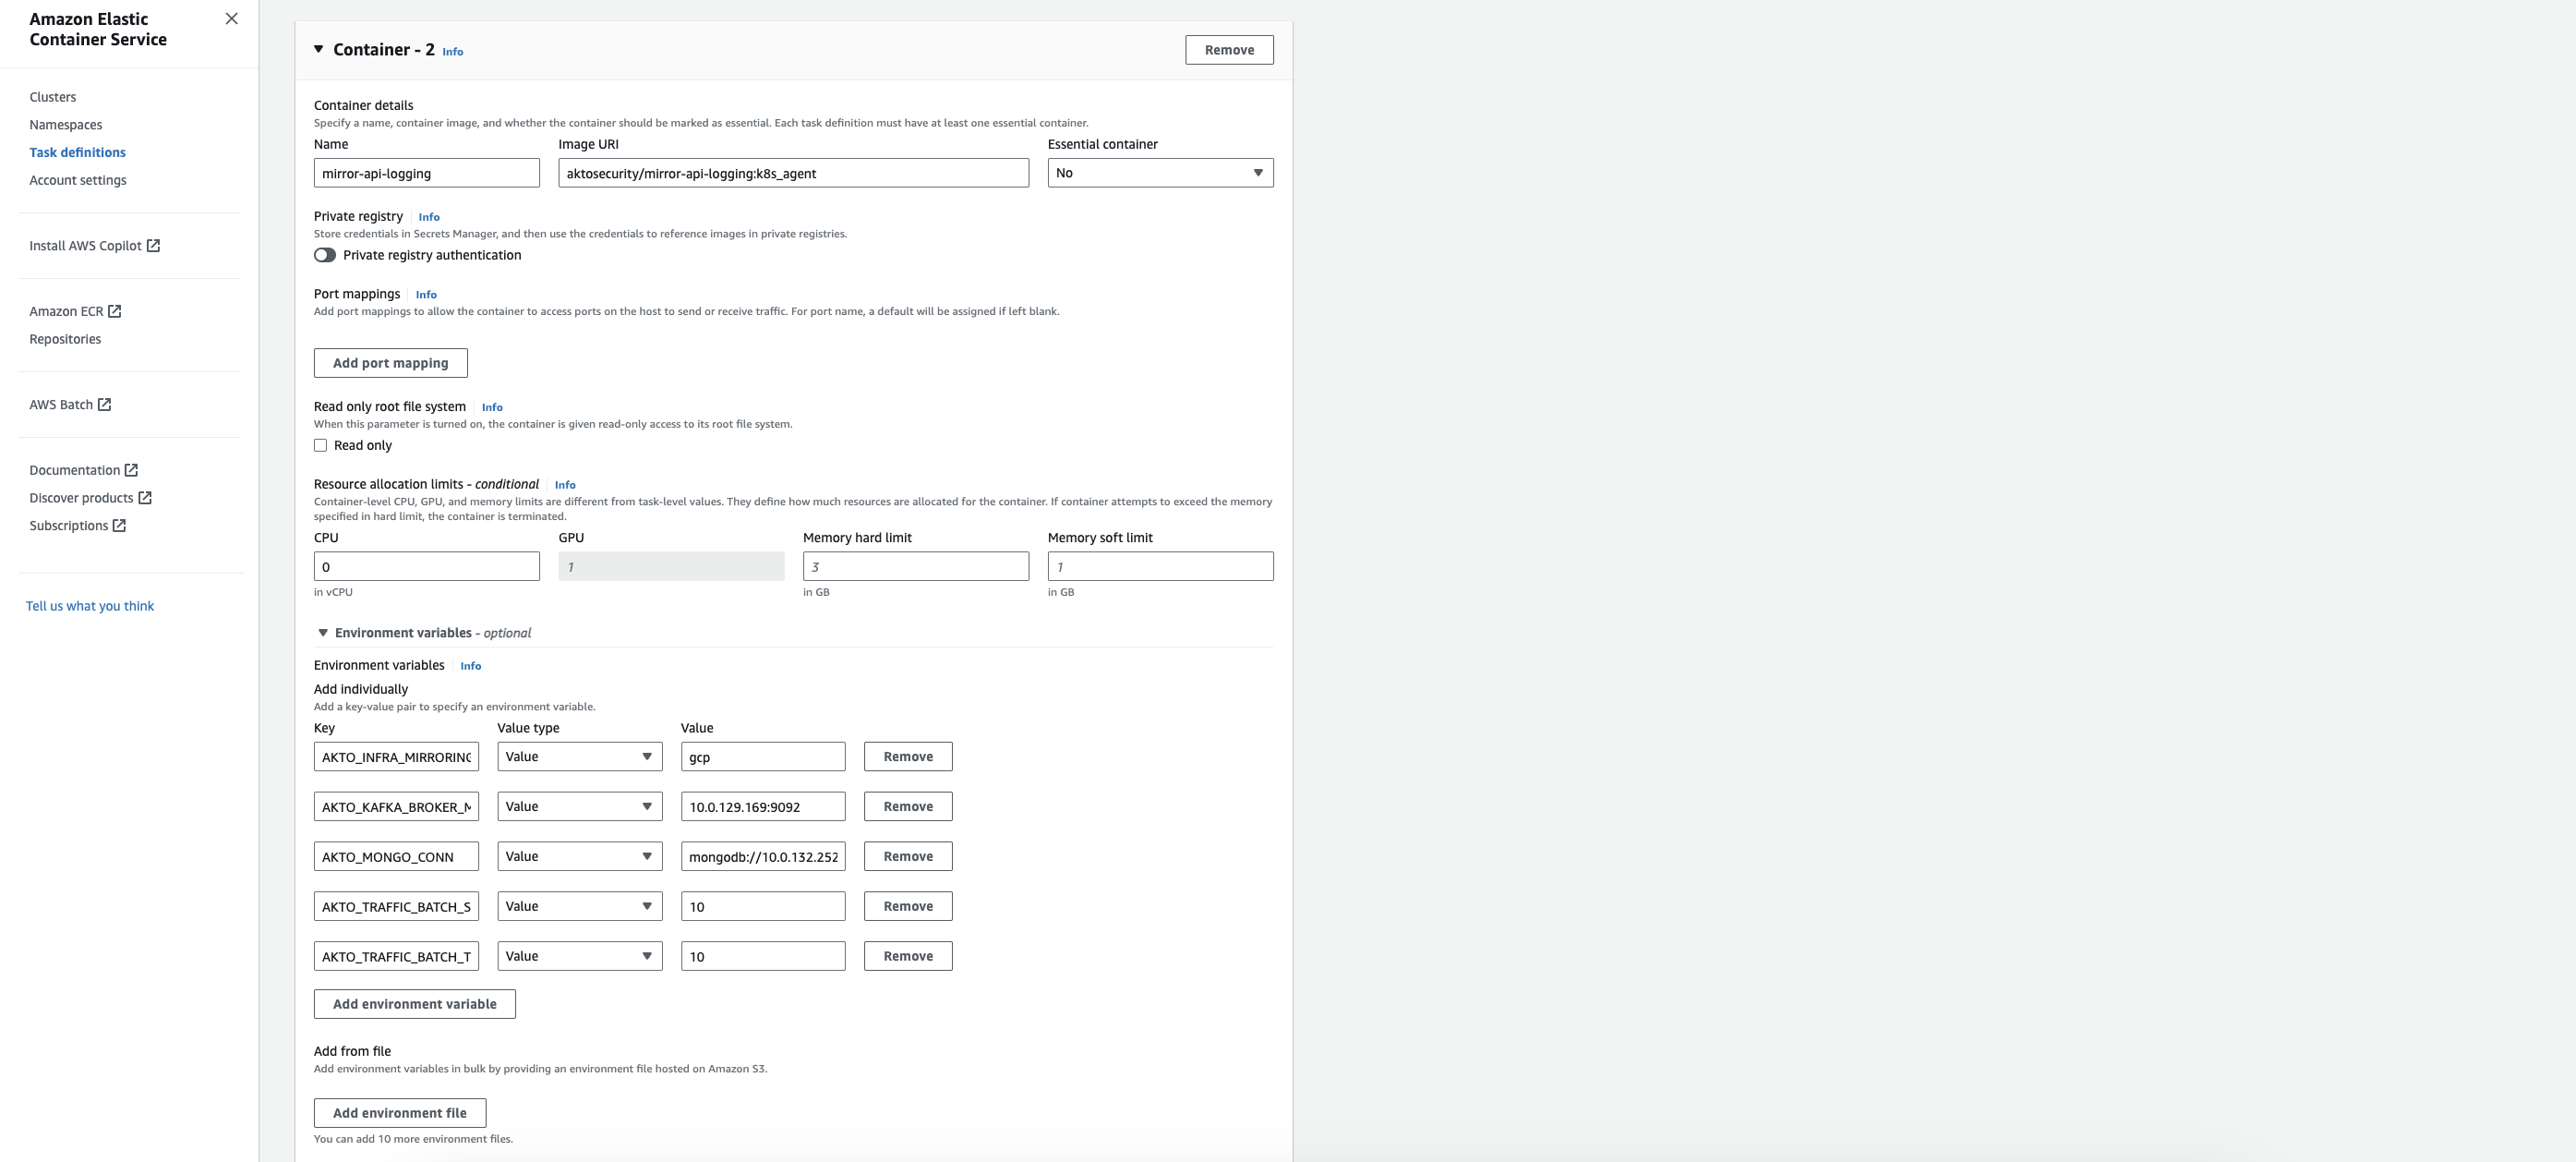 Amazon Elastic
Container Service
Clusters
Namespaces
Task definitions
Account settings
Install AWS Copilot
Amazon ECR
Repositories
AWS Batch
Documentation
Discover products
Subscriptions
Tell us what you think
Container - 2 Info
Remove
Container details
Specify a name, container image, and whether the container should be marked as essential. Each task definition must have at least one essential container.
Name Image URI Essential container
mirror-api-logging aktosecurity/mirror-api-logging:k8s_agent No
Private registry Info
Store credentials in Secrets Manager, and then use the credentials to reference images in private registries.
Private registry authentication
Port mappings Info
Add port mappings to allow the container to access ports on the host to send or receive traffic. For port name, a default will be assigned if left blank.
Add port mapping
Read only root file system Info
When this parameter is turned on, the container is given read-only access to its root file system.
Read only
Resource allocation limits - conditional Info
Container-level CPU, GPU, and memory limits are different from task-level values. They define how much resources are allocated for the container. If container attempts to exceed the memory
specified in hard limit, the container is terminated.
CPU GPU Memory hard limit Memory soft limit
0 1 3 1
in vCPU in GB in GB
Environment variables - optional
Environment variables Info
Add individually
Add a key-value pair to specify an environment variable.
Key Value type Value
AKTO_INFRA_MIRRORING Value gcp Remove
AKTO_KAFKA_BROKER_M Value 10.0.129.169:9092 Remove
AKTO_MONGO_CONN Value mongodb://10.0.132.252 Remove
AKTO_TRAFFIC_BATCH_S Value 10 Remove
AKTO_TRAFFIC_BATCH_T Value 10 Remove
Add environment variable
Add from file
Add environment variables in bulk by providing an environment file hosted on Amazon S3.
Add environment file
You can add 10 more environment files.